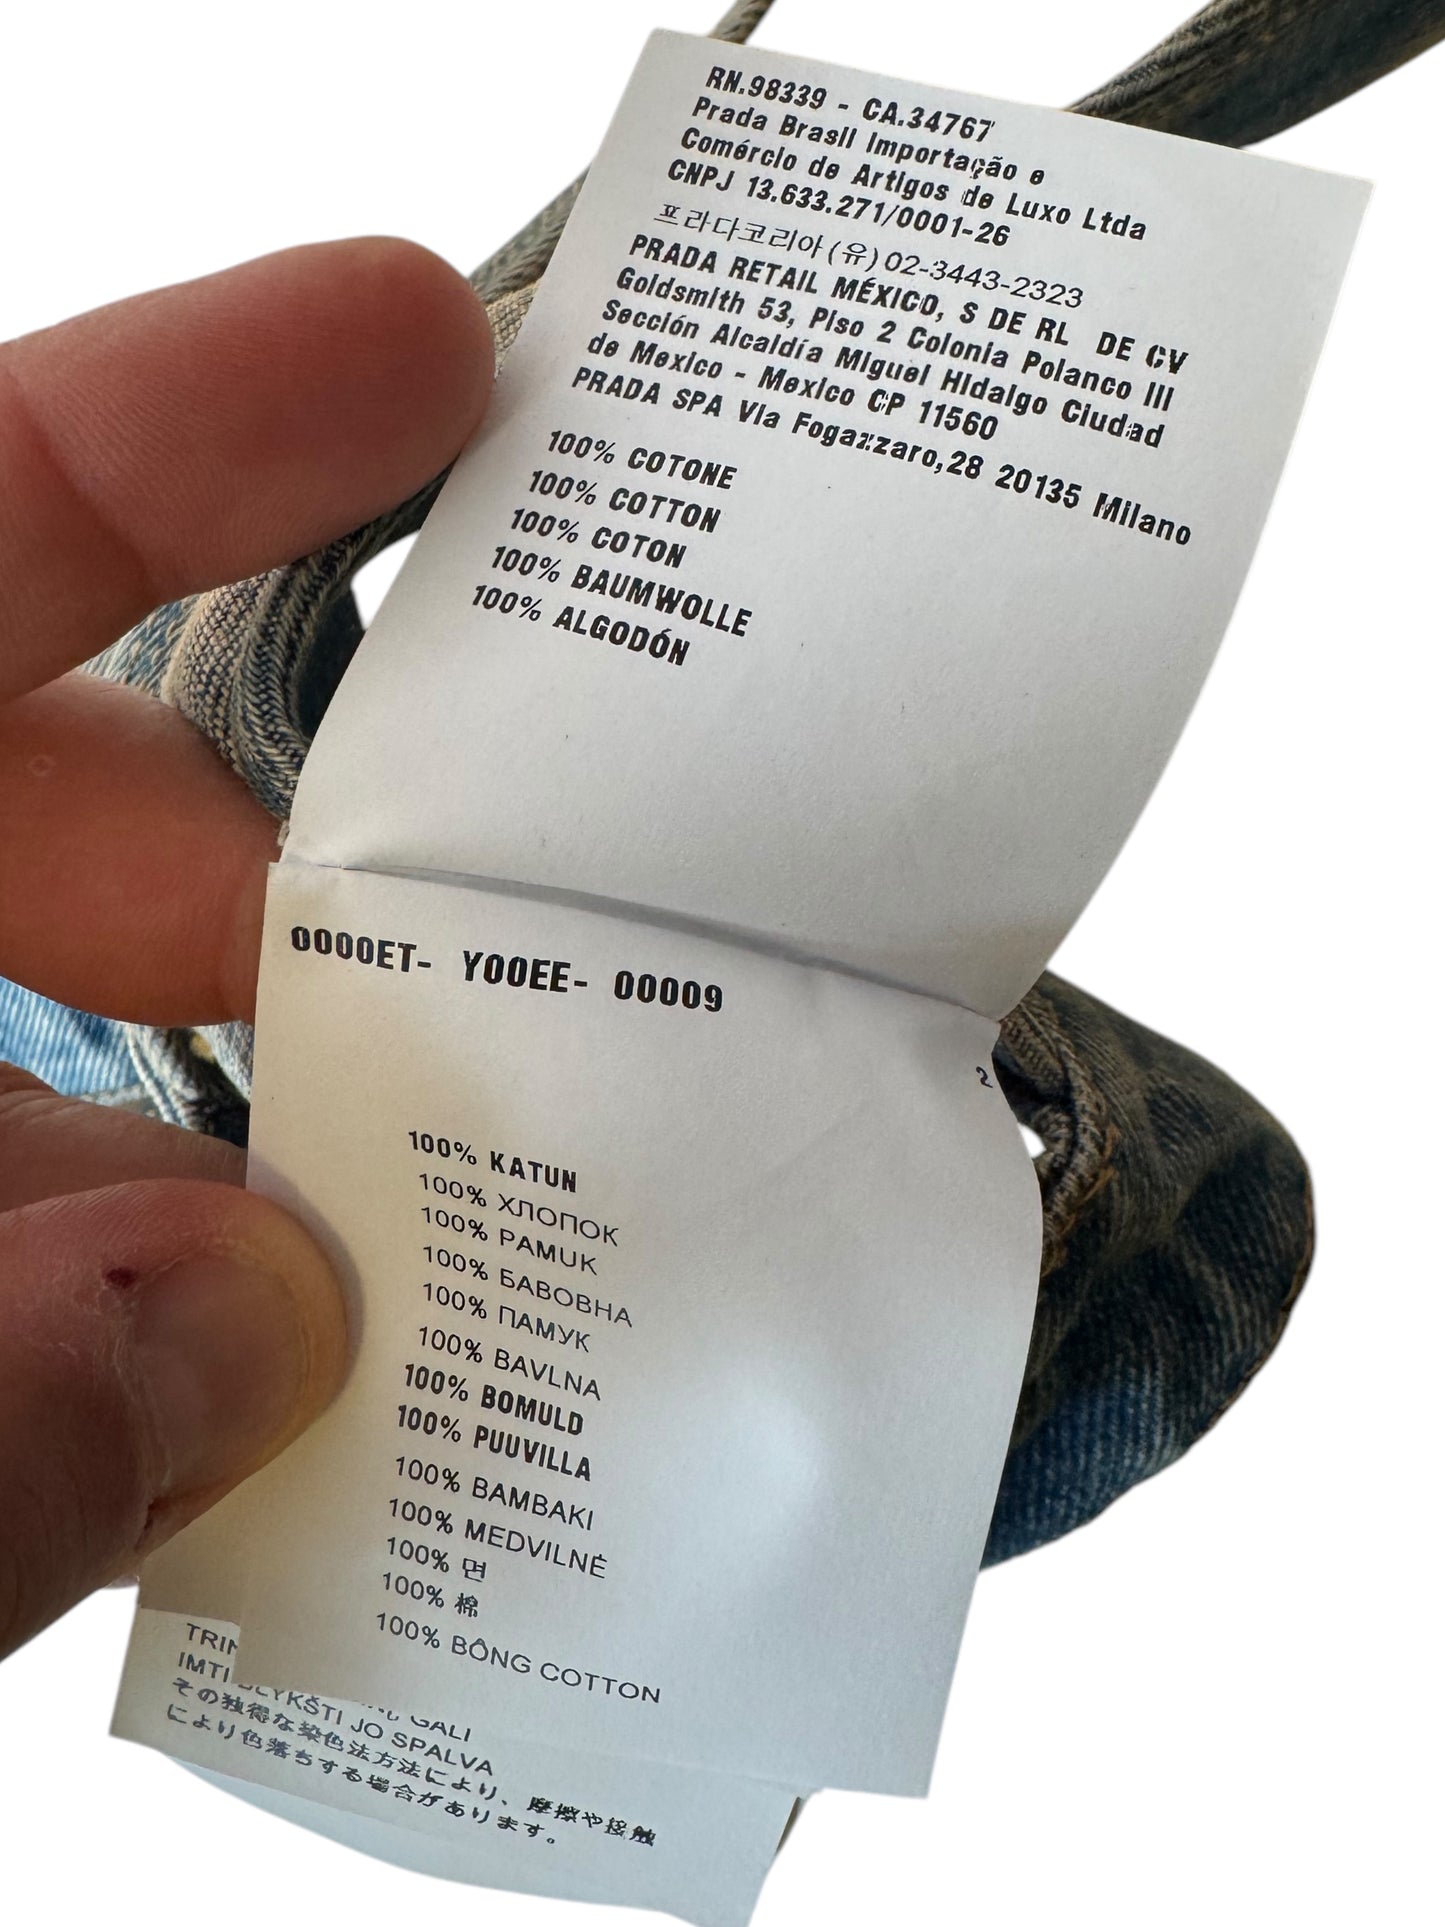 RN.98339 - CA.34767
Prada Brasil Importação e
Comércio de Artigos de Luxo Ltda
CNPJ 13.633.271/0001-26
프라다코리아(유)02-3443-2323
PRADA RETAIL MÉXICO, S DE RL DE CV
Goldsmith 53, Piso 2 Colonia Polanco III
Sección Alcaldía Miguel Hidalgo Ciudad
de Mexico - Mexico CP 11560
PRADA SPA Via Fogazzaro,28 20135 Milano
100% COTONE
100% COTTON
100% COTON
100% BAUMWOLLE
100% ALGODÓN
0000ET- Y00EE- 00009
2
100% KATUN
100% ХЛОПОК
100% PAMUK
100% БАВОВНА
100% ПАМУК
100% BAVLNA
100% BOMULD
100% PUUVILLA
100% BAMBAKI
100% MEDVILNĖ
100% 면
100% 棉
100% BÔNG COTTON
GALI
JO SPALVA
その独得な染色法方法により、摩擦や接触
により色落ちする場合があります。